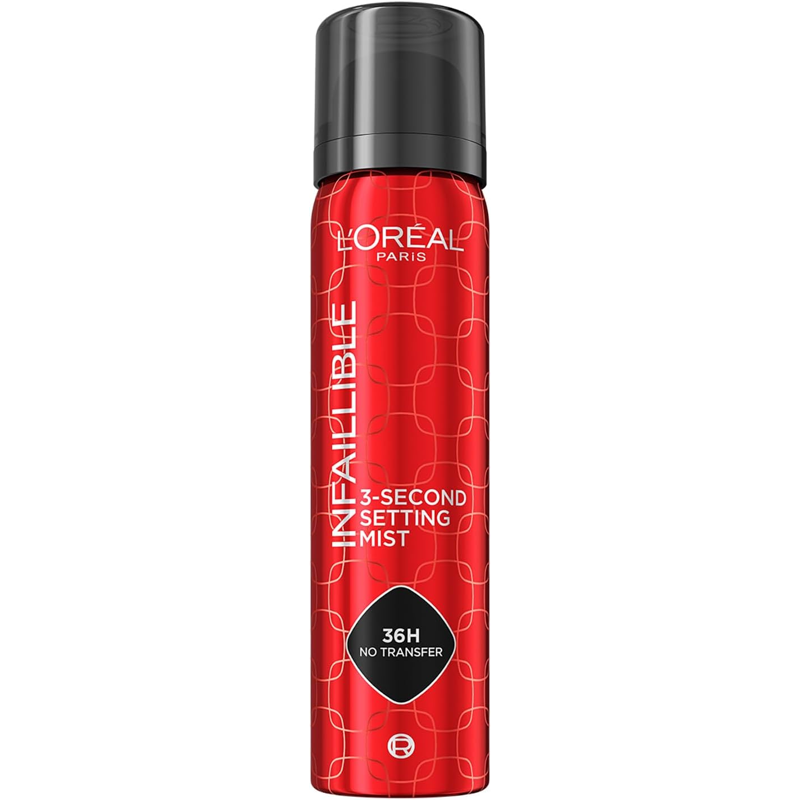 L'ORÉAL
PARIS
INFAILLIBLE
3-SECOND
SETTING
MIST
36H
NO TRANSFER
R